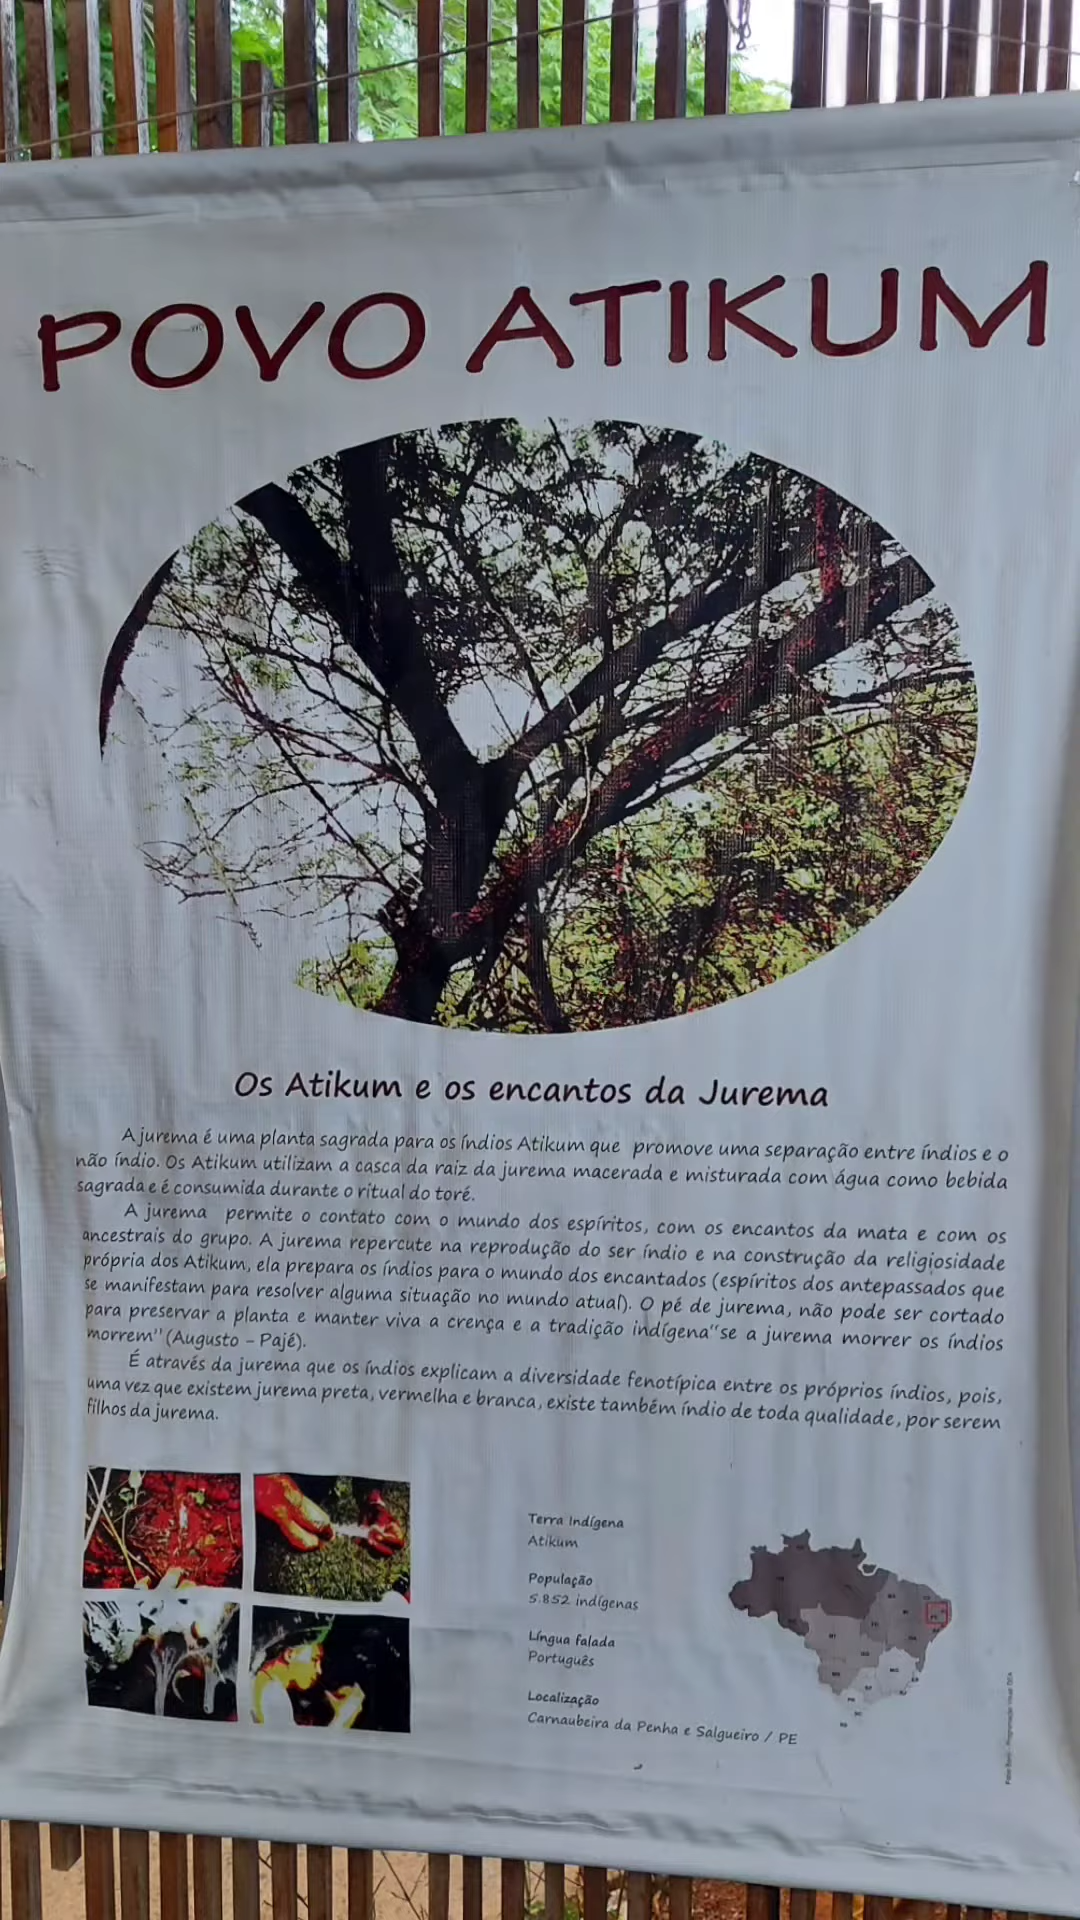 POVO ATIKUM
Os Atikum e os encantos da Jurema
A jurema é uma planta sagrada para os índios Atikum que promove uma separação entre índios e o
não índio. Os Atikum utilizam a casca da raiz da jurema macerada e misturada com água como bebida
sagrada e é consumida durante o ritual do toré.
A jurema permite o contato com o mundo dos espíritos, com os encantos da mata e com os
ancestrais do grupo. A jurema repercute na reprodução do ser índio e na construção da religiosidade
própria dos Atikum, ela prepara os índios para o mundo dos encantados (espíritos dos antepassados que
se manifestam para resolver alguma situação no mundo atual). O pé de jurema, não pode ser cortado
para preservar a planta e manter viva a crença e a tradição indígena "se a jurema morrer os índios
morrem" (Augusto - Pajé).
É através da jurema que os índios explicam a diversidade fenotípica entre os próprios índios, pois,
uma vez que existem jurema preta, vermelha e branca, existe também índio de toda qualidade, por serem
filhos da jurema.
Terra Indígena
Atikum
População
5.852 indígenas
Língua falada
Português
Localização
Carnaubeira da Penha e Salgueiro / PE